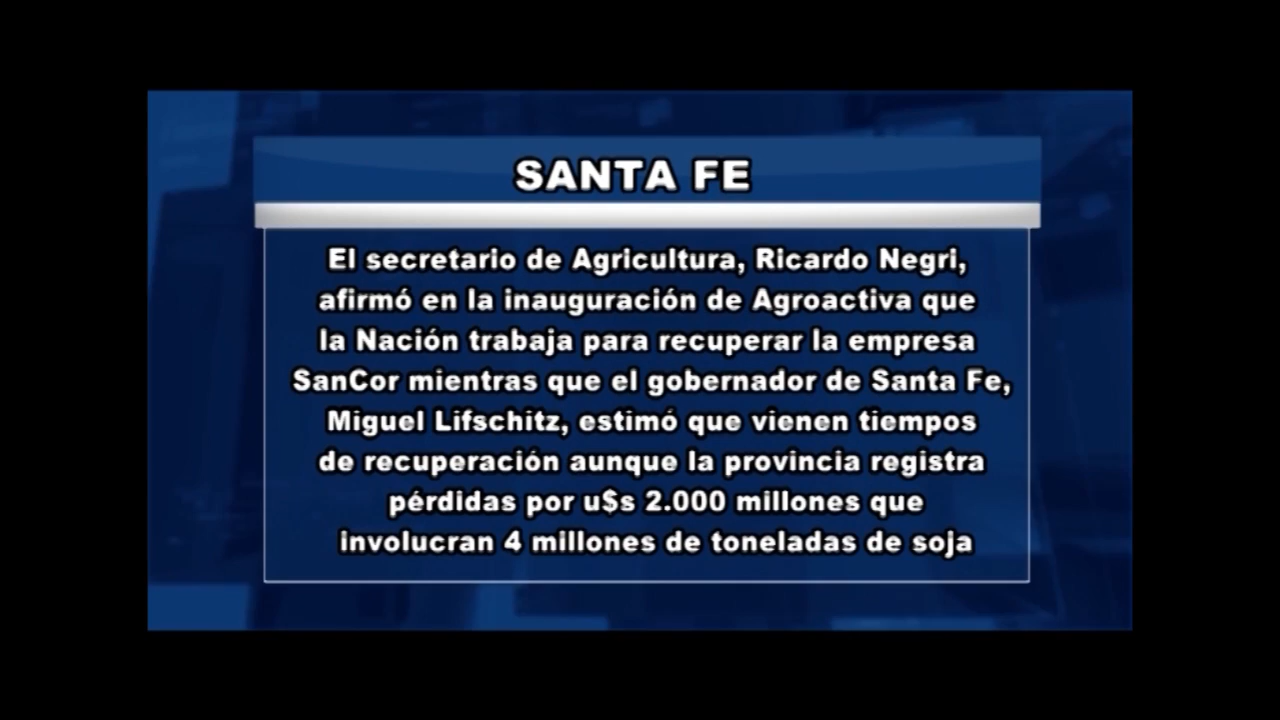 SANTA FE
El secretario de Agricultura, Ricardo Negri,
afirmó en la inauguración de Agroactiva que
la Nación trabaja para recuperar la empresa
SanCor mientras que el gobernador de Santa Fe,
Miguel Lifschitz, estimó que vienen tiempos
de recuperación aunque la provincia registra
pérdidas por u$s 2.000 millones que
involucran 4 millones de toneladas de soja